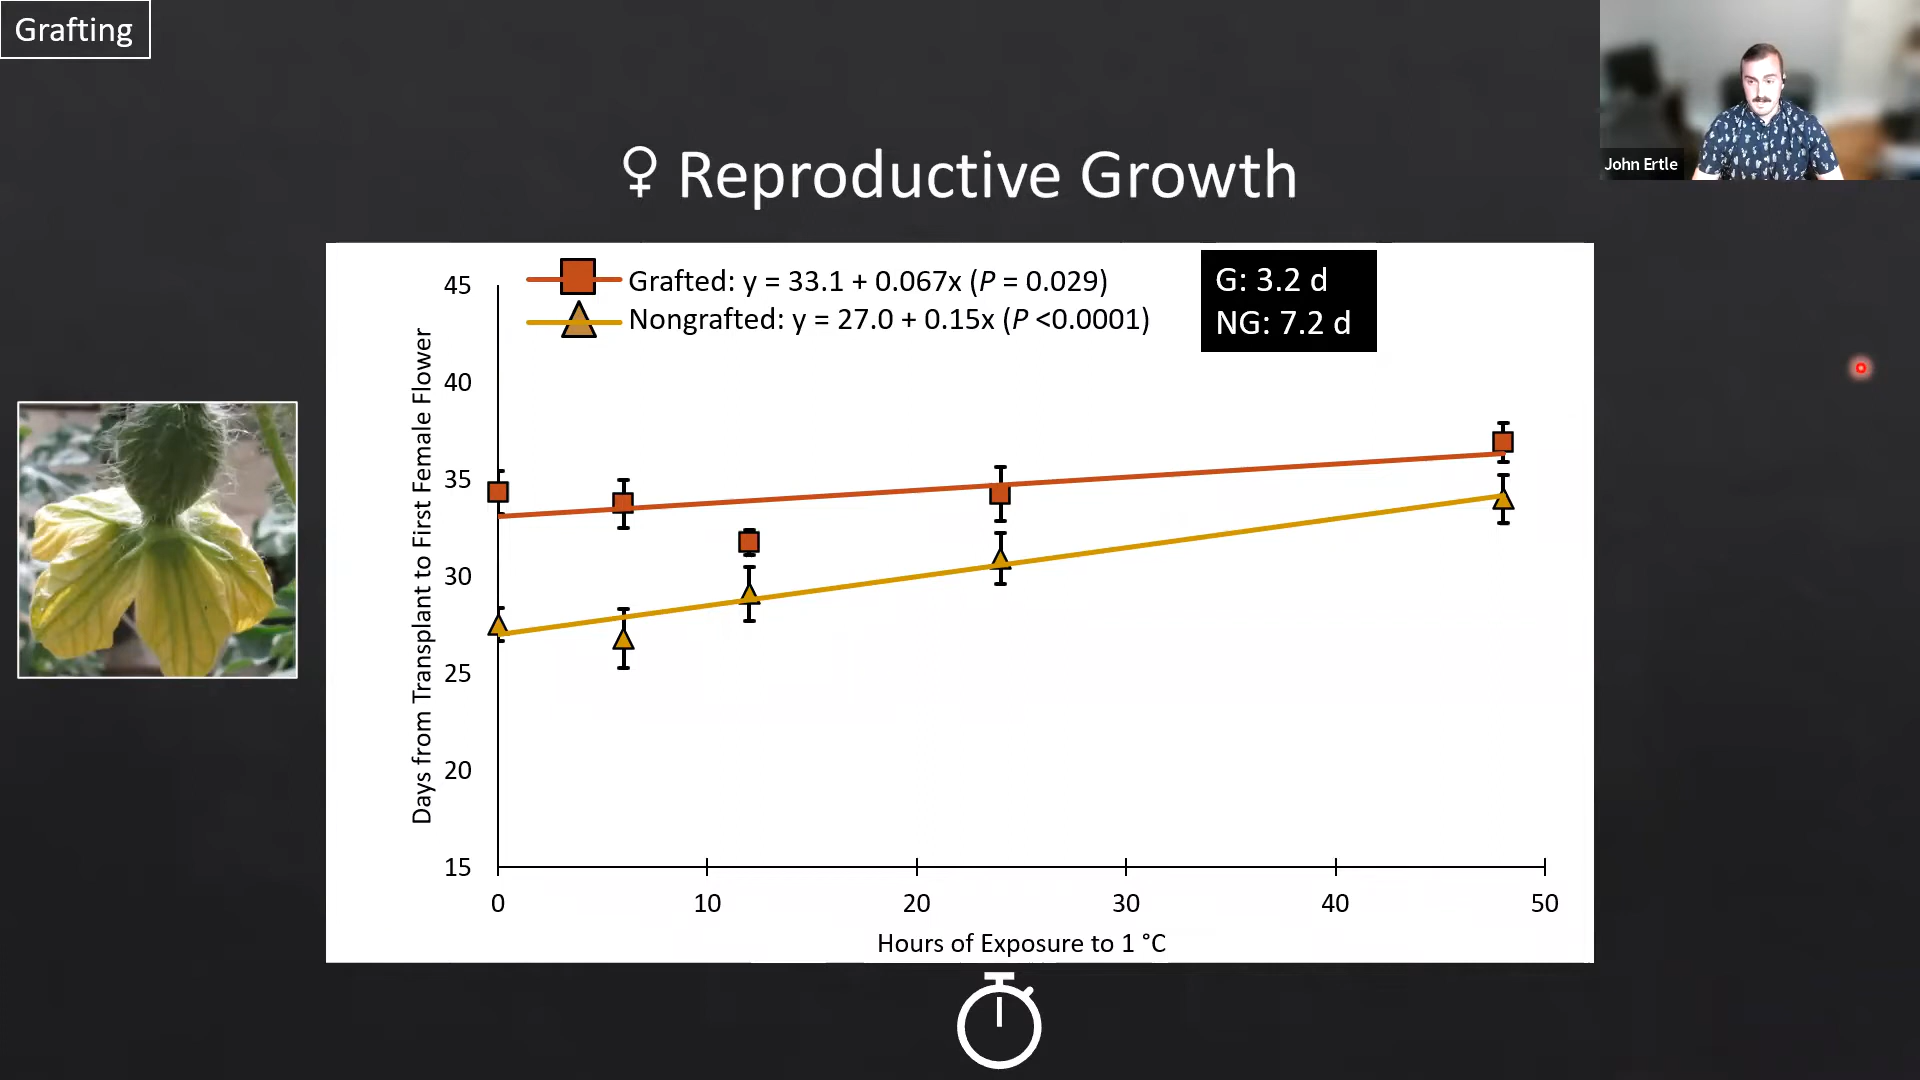 Grafting
John Ertle
♀ Reproductive Growth
Grafted: y = 33.1 + 0.067x (P = 0.029)
Nongrafted: y = 27.0 + 0.15x (P <0.0001)
G: 3.2 d
NG: 7.2 d
Days from Transplant to First Female Flower
45
40
35
30
25
20
15
0 10 20 30 40 50
Hours of Exposure to 1 °C